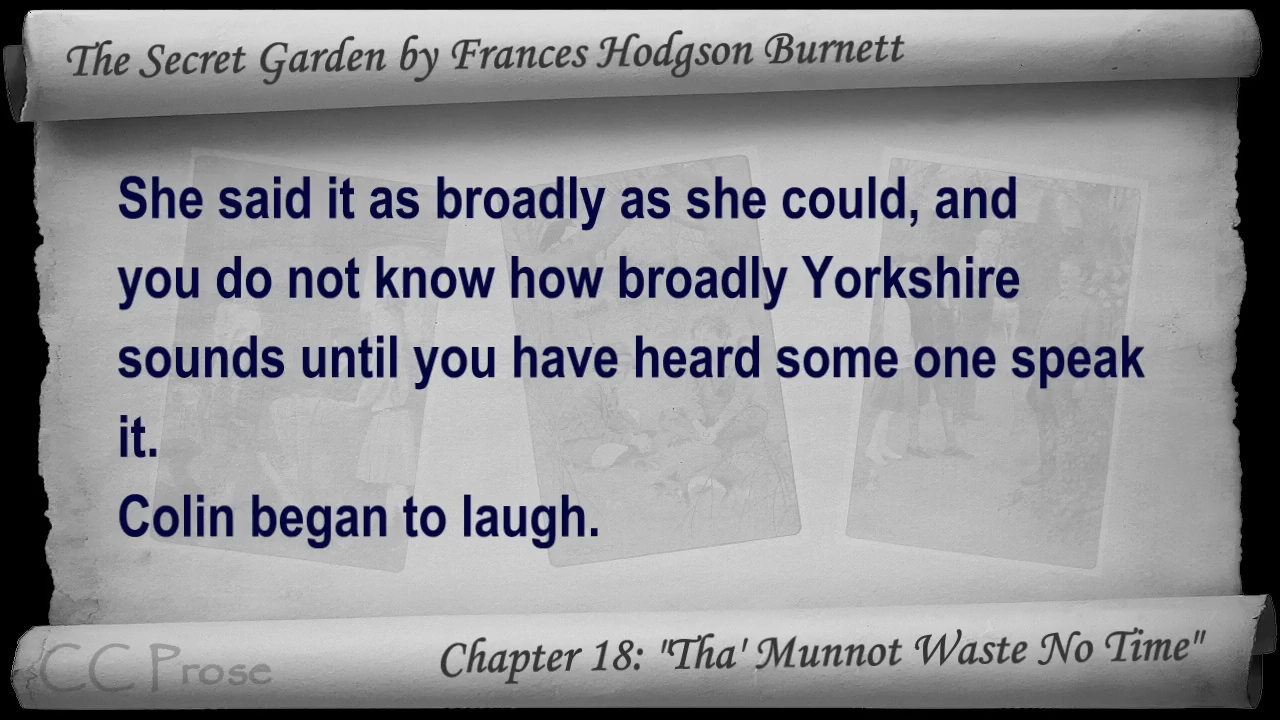 The Secret Garden by Frances Hodgson Burnett
She said it as broadly as she could, and
you do not know how broadly Yorkshire
sounds until you have heard some one speak
it.
Colin began to laugh.
CC Prose
Chapter 18: "Tha' Munnot Waste No Time"